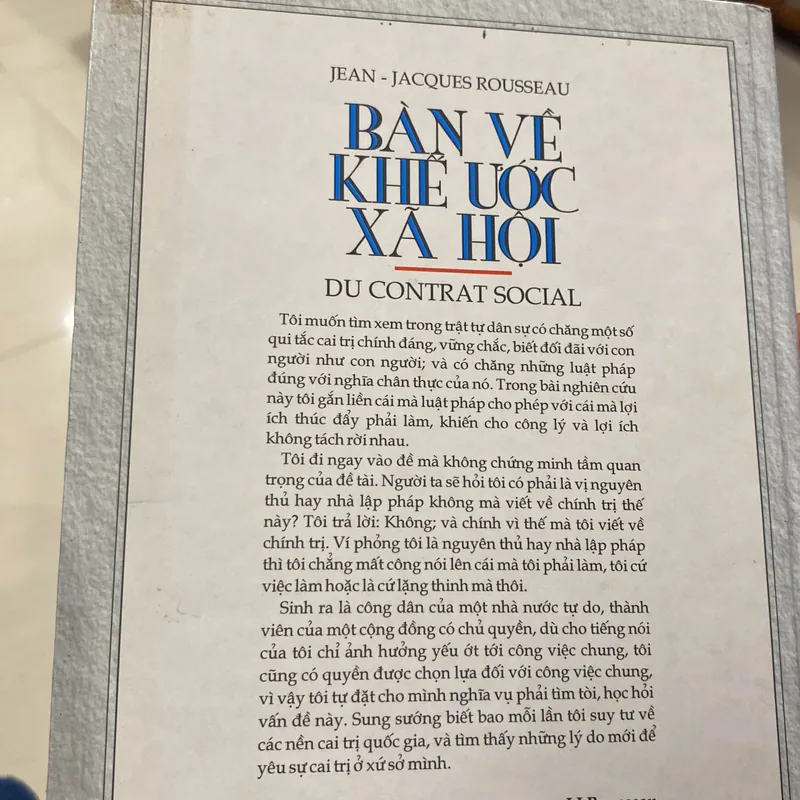 JEAN - JACQUES ROUSSEAU
BÀN VỀ
KHẾ ƯỚC
XÃ HỘI
DU CONTRAT SOCIAL
Tôi muốn tìm xem trong trật tự dân sự có chăng một số
qui tắc cai trị chính đáng, vững chắc, biết đối đãi với con
người như con người; và có chăng những luật pháp
đúng với nghĩa chân thực của nó. Trong bài nghiên cứu
này tôi gắn liền cái mà luật pháp cho phép với cái mà lợi
ích thúc đẩy phải làm, khiến cho công lý và lợi ích
không tách rời nhau.
Tôi đi ngay vào đề mà không chứng minh tầm quan
trọng của đề tài. Người ta sẽ hỏi tôi có phải là vị nguyên
thủ hay nhà lập pháp không mà viết về chính trị thế
này? Tôi trả lời: Không; và chính vì thế mà tôi viết về
chính trị. Ví phỏng tôi là nguyên thủ hay nhà lập pháp
thì tôi chẳng mất công nói lên cái mà tôi phải làm, tôi cứ
việc làm hoặc là cứ lặng thinh mà thôi.
Sinh ra là công dân của một nhà nước tự do, thành
viên của một cộng đồng có chủ quyền, dù cho tiếng nói
của tôi chỉ ảnh hưởng yếu ớt tới công việc chung, tôi
cũng có quyền được chọn lựa đối với công việc chung,
vì vậy tôi tự đặt cho mình nghĩa vụ phải tìm tòi, học hỏi
vấn đề này. Sung sướng biết bao mỗi lần tôi suy tư về
các nền cai trị quốc gia, và tìm thấy những lý do mới để
yêu sự cai trị ở xứ sở mình.